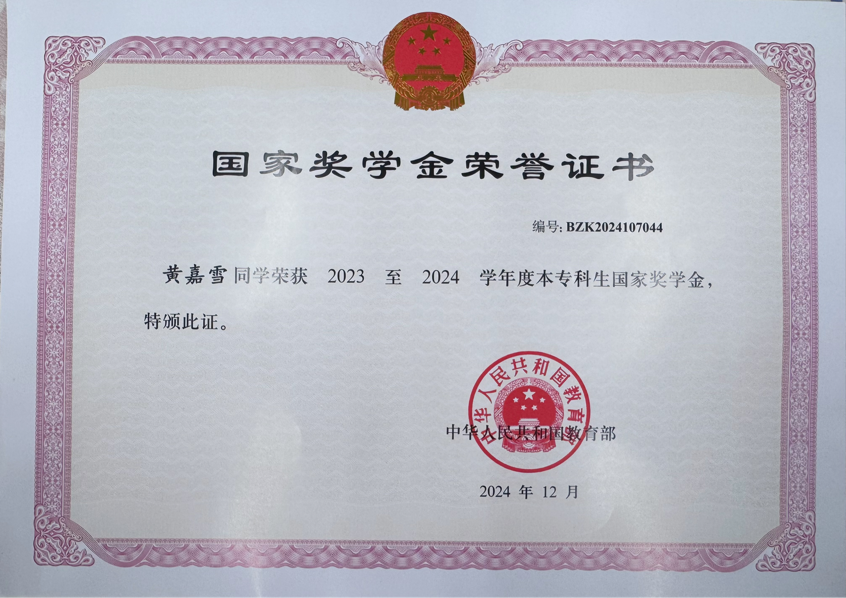 国家奖学金荣誉证书
编号: BZK2024107044
黄嘉雪同学荣获 2023 至 2024 学年度本专科生国家奖学金，
特颁此证。
中华人民共和国教育部
中华人民共和国教育部
2024 年 12 月